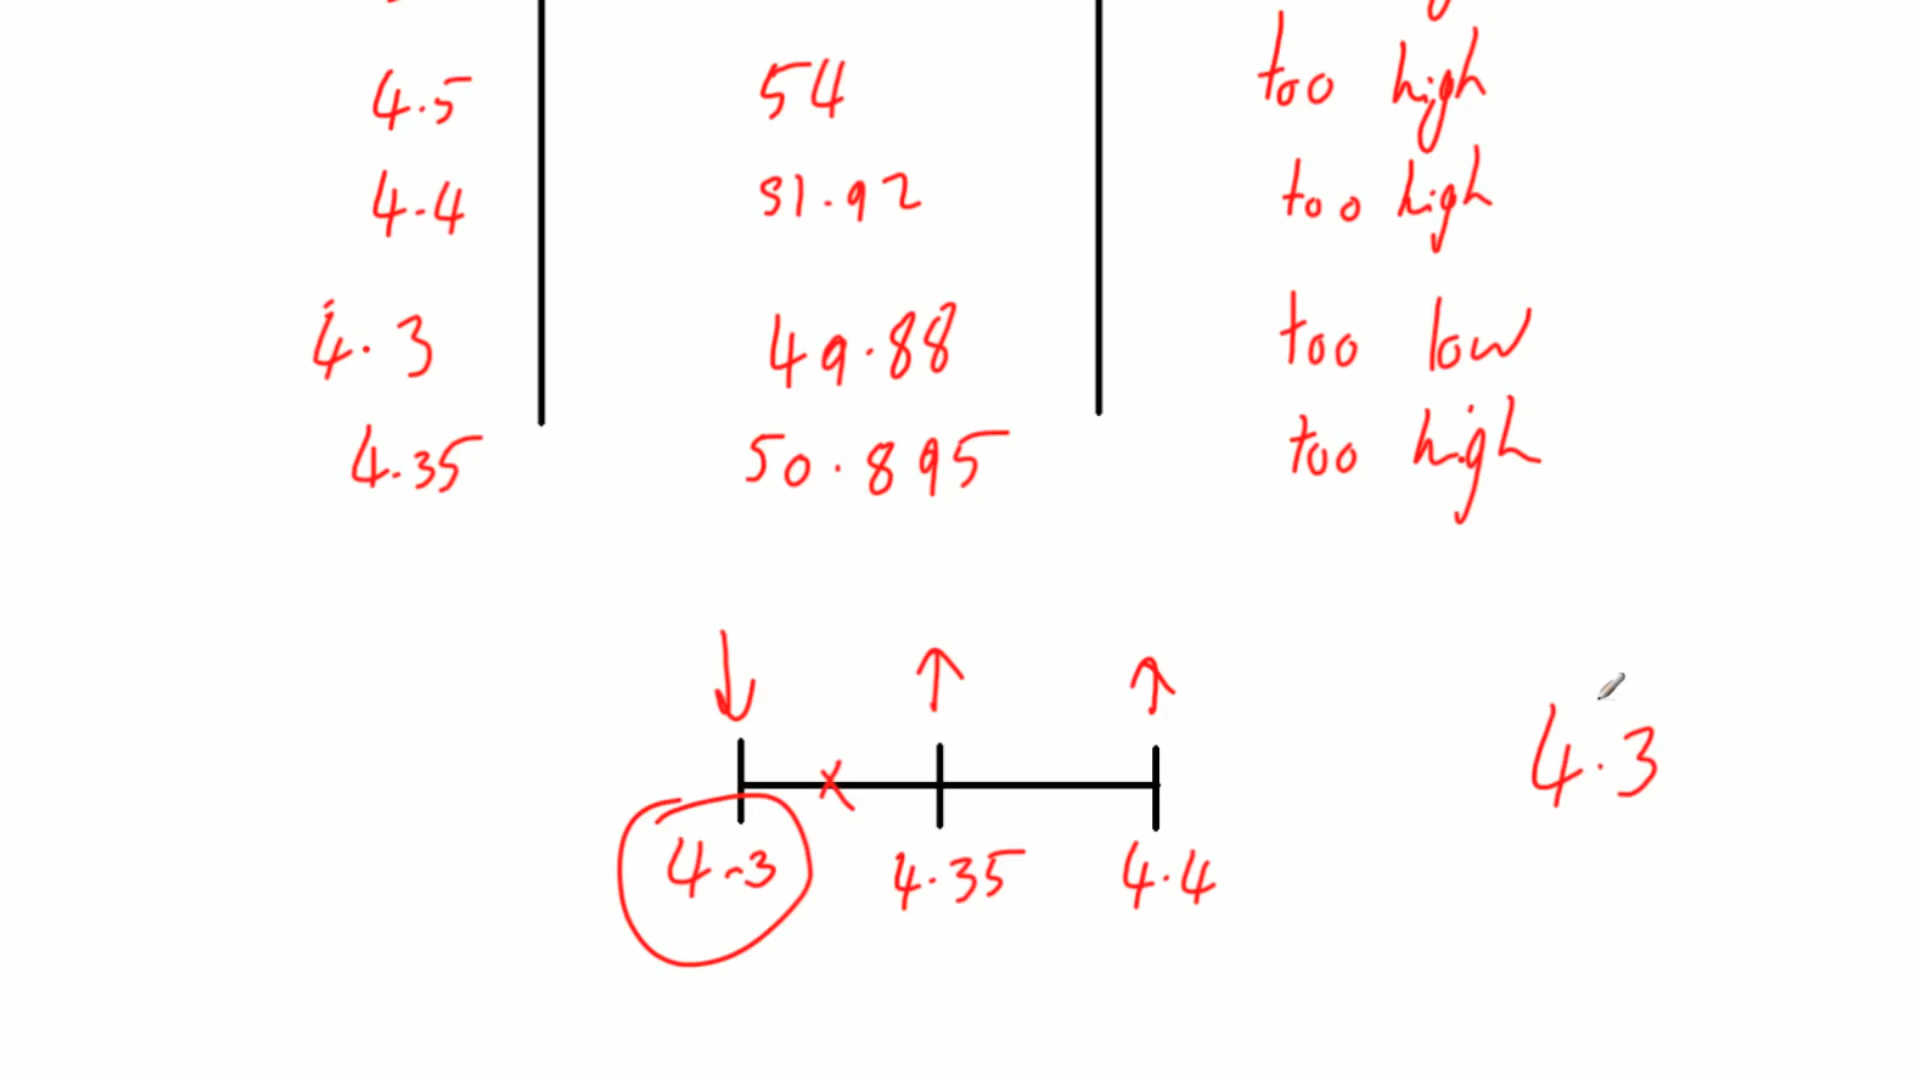 4.5 54 too high
4.4 51.92 too high
4.3 49.88 too low
4.35 50.895 too high
4.3
4.3 4.35 4.4